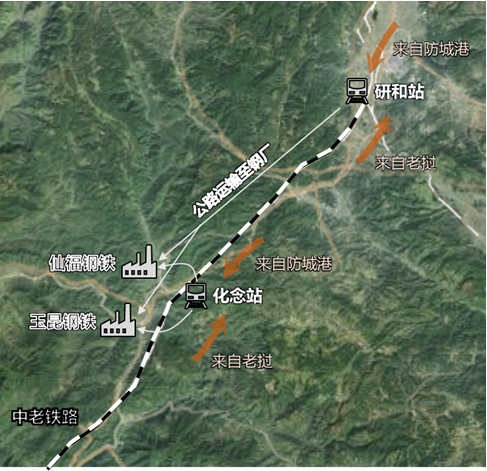 来自防城港
研和站
来自老挝
公路运输至钢厂
仙福钢铁
来自防城港
化念站
玉昆钢铁
来自老挝
中老铁路